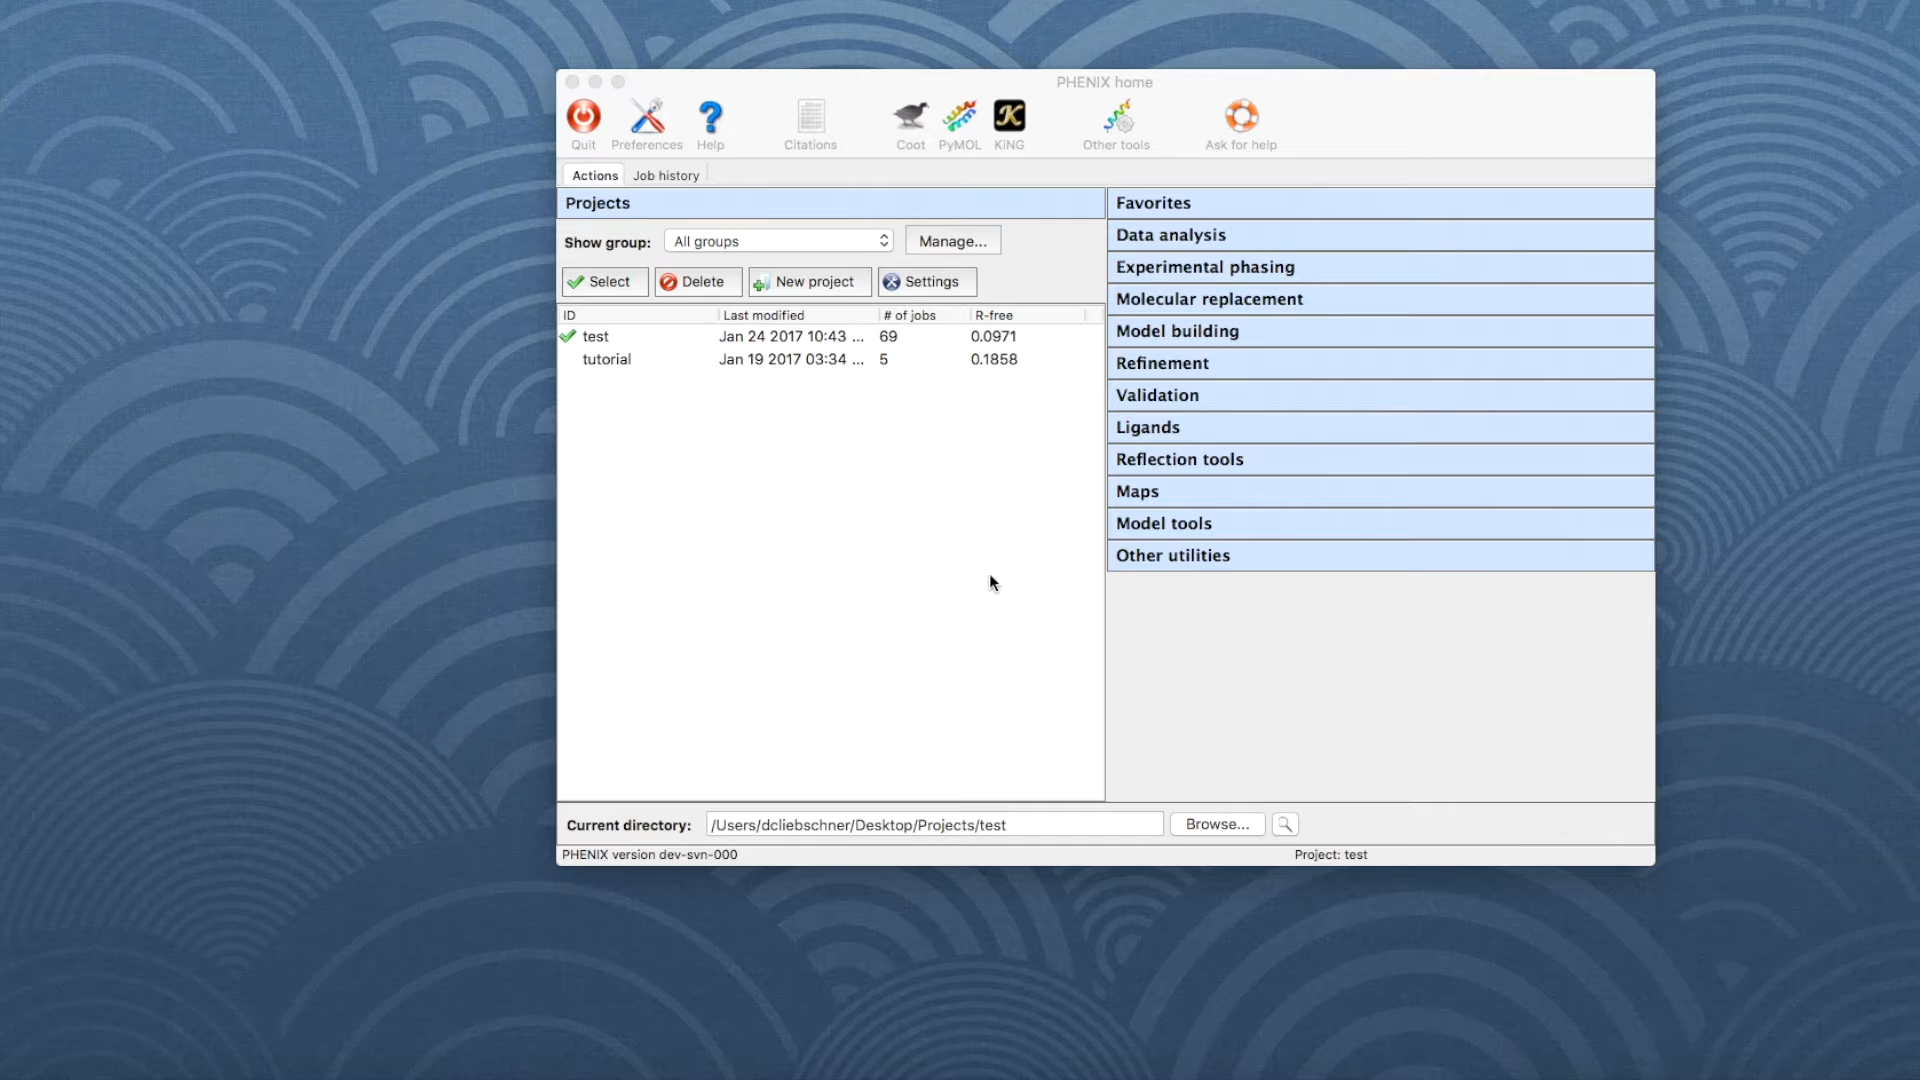 PHENIX home
Quit Preferences Help Citations Coot PyMOL KiNG Other tools Ask for help
Actions Job history
Projects
Show group: All groups Manage...
Select Delete New project Settings
ID Last modified # of jobs R-free
test Jan 24 2017 10:43 ... 69 0.0971
tutorial Jan 19 2017 03:34 ... 5 0.1858
Favorites
Data analysis
Experimental phasing
Molecular replacement
Model building
Refinement
Validation
Ligands
Reflection tools
Maps
Model tools
Other utilities
Current directory: /Users/dcliebschner/Desktop/Projects/test Browse...
PHENIX version dev-svn-000 Project: test